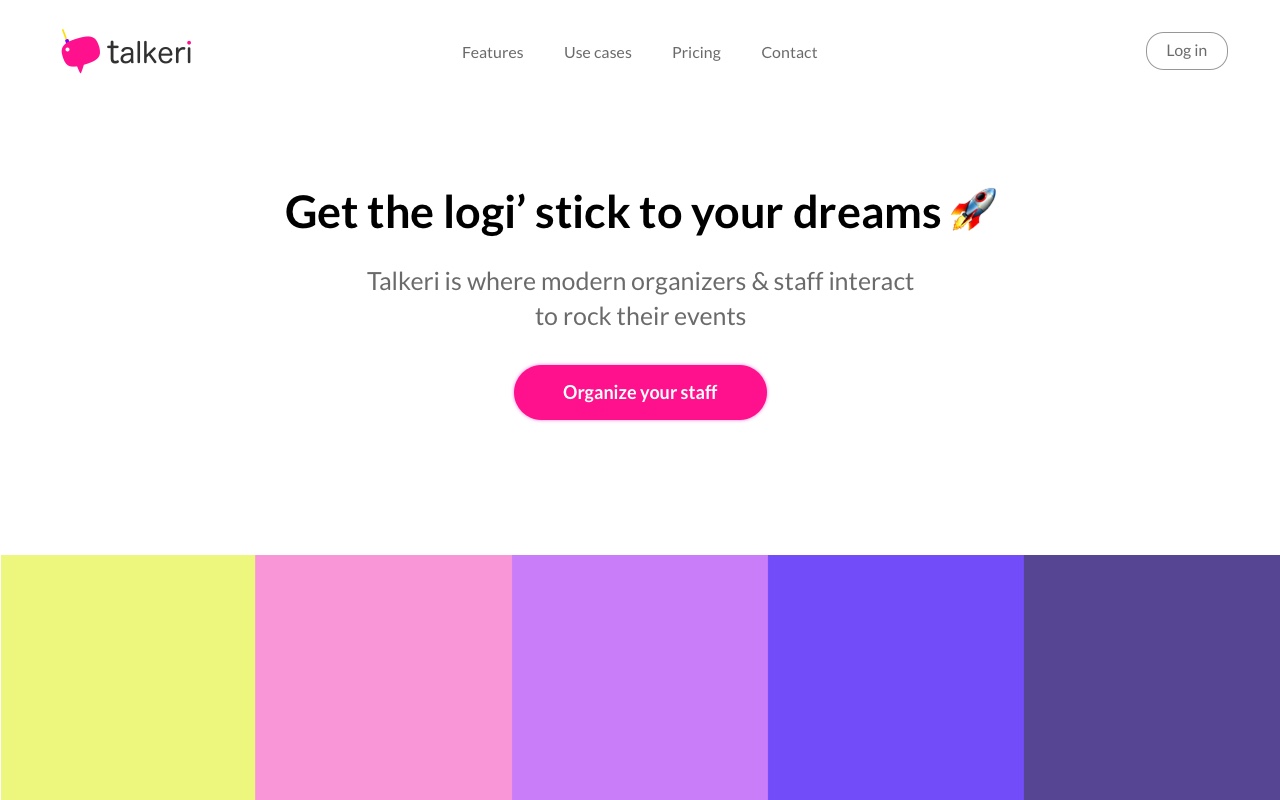 talkeri
Features
Use cases
Pricing
Contact
Log in
Get the logi’ stick to your dreams 🚀
Talkeri is where modern organizers & staff interact
to rock their events
Organize your staff